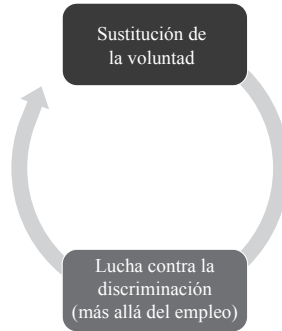 Sustitución de
la voluntad
Lucha contra la
discriminación
(más allá del empleo)